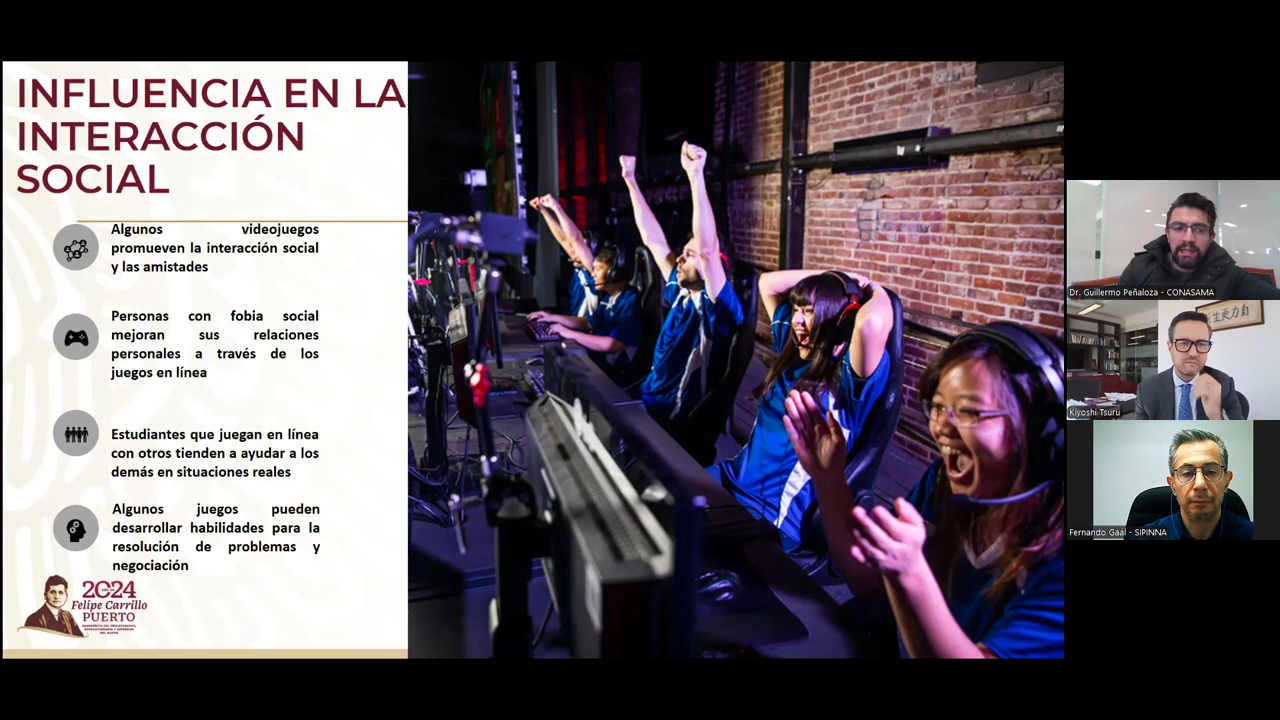 INFLUENCIA EN LA
INTERACCIÓN
SOCIAL
Algunos videojuegos
promueven la interacción social
y las amistades
Personas con fobia social
mejoran sus relaciones
personales a través de los
juegos en línea
Estudiantes que juegan en línea
con otros tienden a ayudar a los
demás en situaciones reales
Algunos juegos pueden
desarrollar habilidades para la
resolución de problemas y
negociación
2024
Felipe Carrillo
PUERTO
Dr. Guillermo Peñaloza - CONASAMA
Kiyoshi Tsuru
Fernando Gaál - SIPINNA